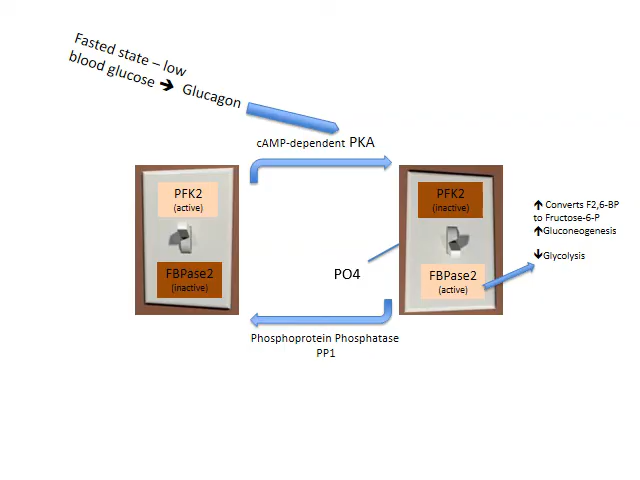 Fasted state – low
blood glucose ➔ Glucagon
cAMP-dependent PKA
PFK2
(active)
FBPase2
(inactive)
PFK2
(inactive)
FBPase2
(active)
PO4
🡹 Converts F2,6-BP
to Fructose-6-P
🡹Gluconeogenesis
🡻Glycolysis
Phosphoprotein Phosphatase
PP1